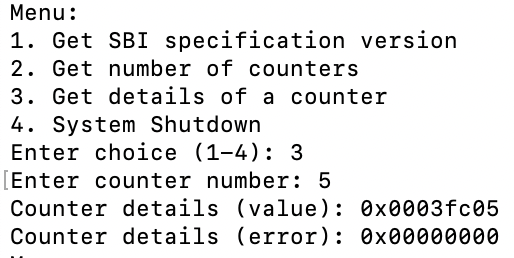 Menu:
1. Get SBI specification version
2. Get number of counters
3. Get details of a counter
4. System Shutdown
Enter choice (1–4): 3
[Enter counter number: 5
Counter details (value): 0x0003fc05
Counter details (error): 0x00000000